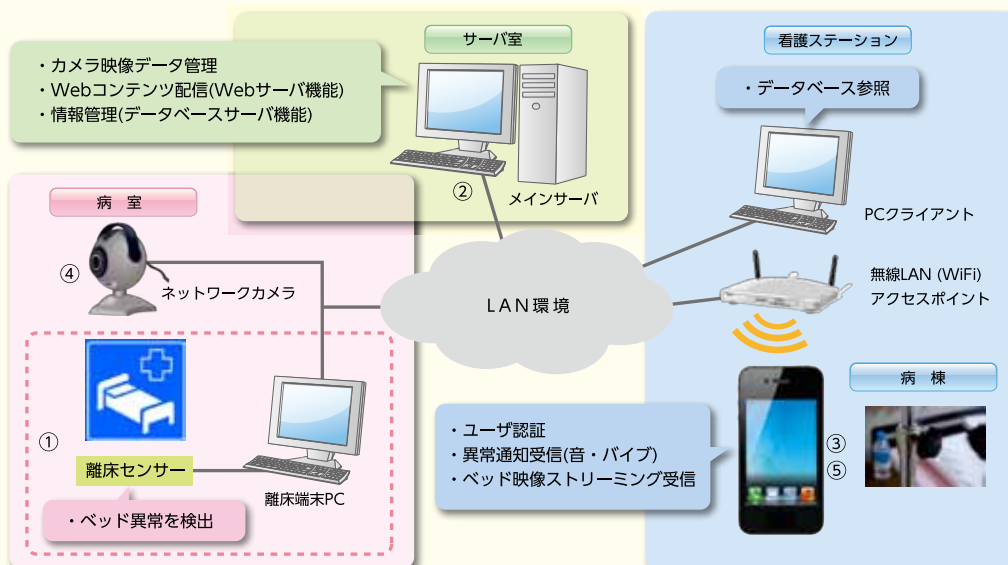 サーバ室
・カメラ映像データ管理
・Webコンテンツ配信(Webサーバ機能)
・情報管理(データベースサーバ機能)
②
メインサーバ
看護ステーション
・データベース参照
PCクライアント
無線LAN (WiFi)
アクセスポイント
病 室
④
ネットワークカメラ
LAN環境
①
離床センサー
離床端末PC
・ベッド異常を検出
・ユーザ認証
・異常通知受信(音・バイブ)
・ベッド映像ストリーミング受信
③
⑤
病 棟